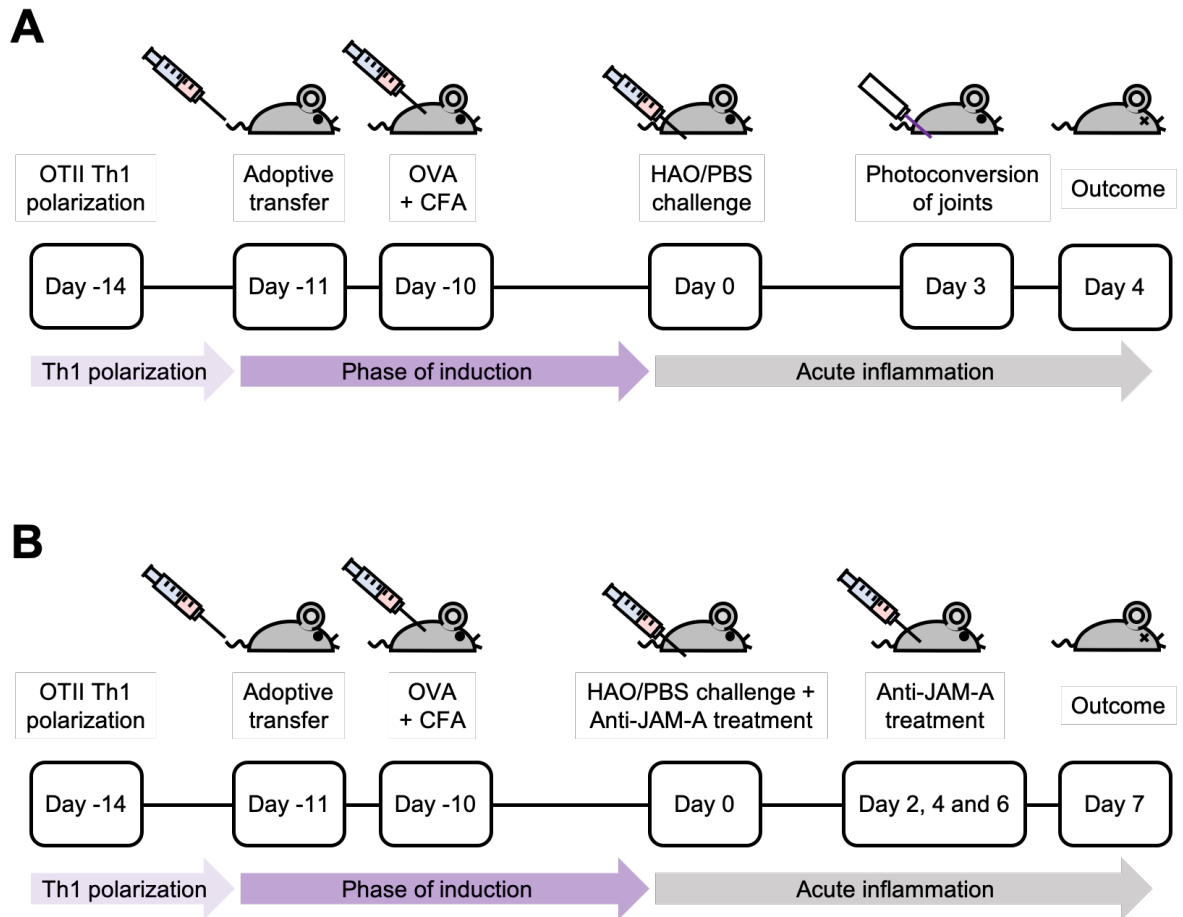 A
OTII Th1
polarization
Adoptive
transfer
OVA
+ CFA
HAO/PBS
challenge
Photoconversion
of joints
Outcome
Day -14
Day -11
Day -10
Day 0
Day 3
Day 4
Th1 polarization
Phase of induction
Acute inflammation
B
OTII Th1
polarization
Adoptive
transfer
OVA
+ CFA
HAO/PBS challenge +
Anti-JAM-A treatment
Anti-JAM-A
treatment
Outcome
Day -14
Day -11
Day -10
Day 0
Day 2, 4 and 6
Day 7
Th1 polarization
Phase of induction
Acute inflammation